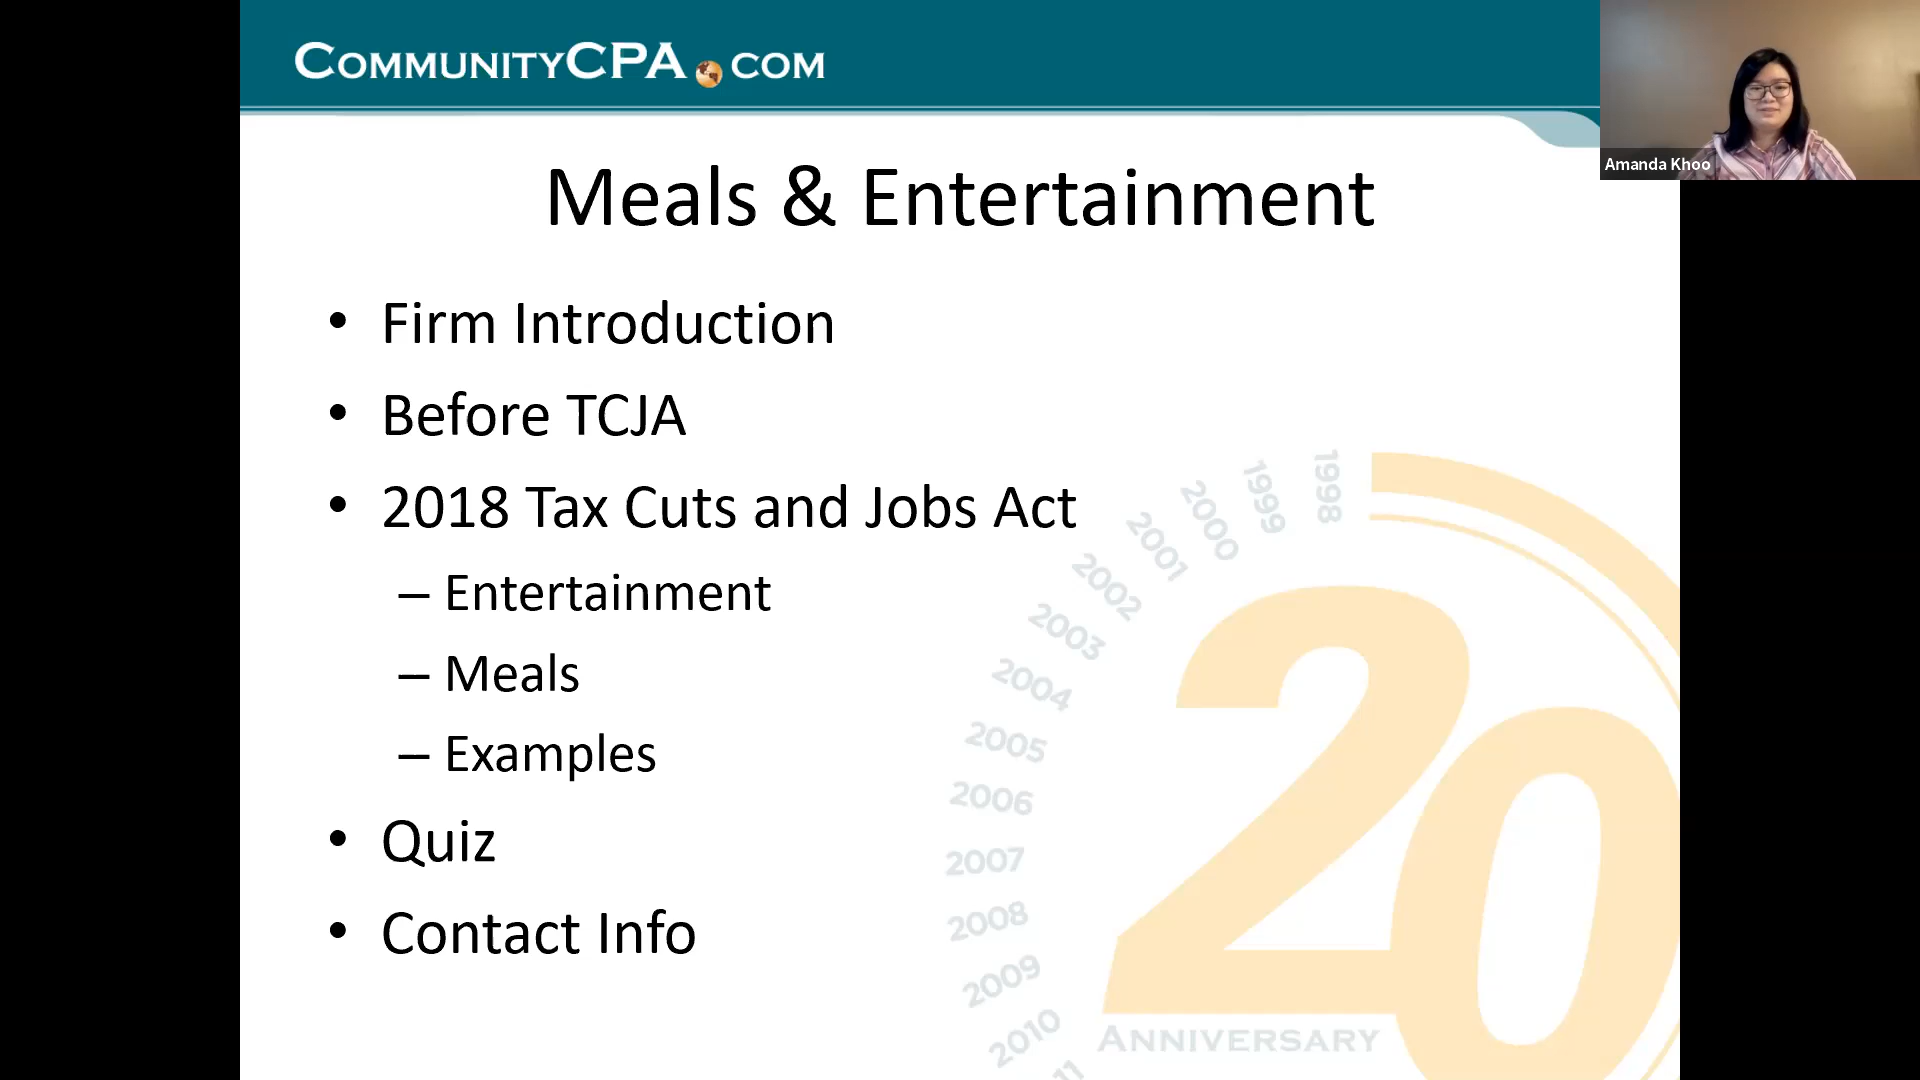 COMMUNITYCPA.COM
Amanda Khoo
Meals & Entertainment
• Firm Introduction
• Before TCJA
• 2018 Tax Cuts and Jobs Act
– Entertainment
– Meals
– Examples
• Quiz
• Contact Info
1998
1999
2000
2001
2002
2003
2004
2005
2006
2007
2008
2009
2010
20
ANNIVERSARY